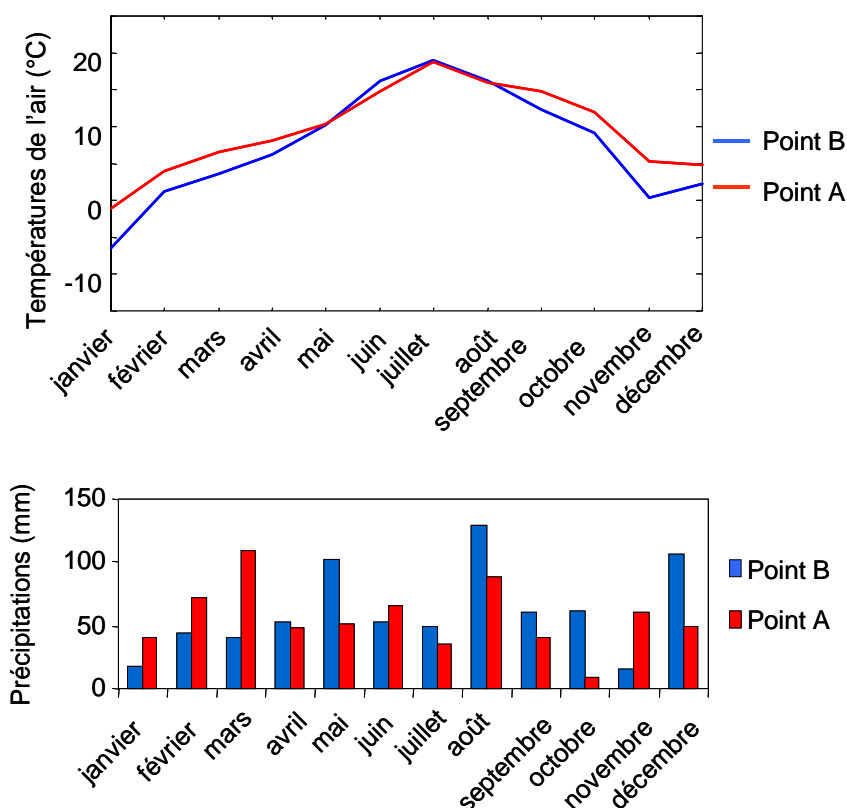 Températures de l'air (°C)
20
10
0
-10
janvier
février
mars
avril
mai
juin
juillet
août
septembre
octobre
novembre
décembre
Point B
Point A
Précipitations (mm)
150
100
50
0
janvier
février
mars
avril
mai
juin
juillet
août
septembre
octobre
novembre
décembre
Point B
Point A